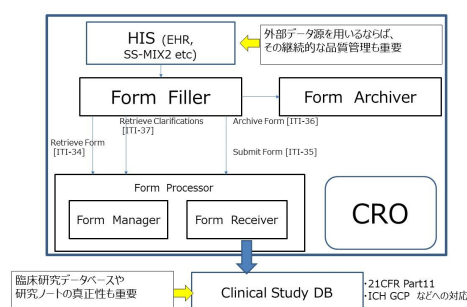 HIS (EHR,
SS-MIX2 etc)
外部データ源を用いるならば、
その継続的な品質管理も重要
Form Filler
Form Archiver
Retrieve Clarifications
[ITI-37]
Archive Form [ITI-36]
Retrieve Form
[ITI-34]
Submit Form [ITI-35]
Form Processor
Form Manager
Form Receiver
CRO
臨床研究データベースや
研究ノートの真正性も重要
Clinical Study DB
・21CFR Part11
・ICH GCP などへの対応